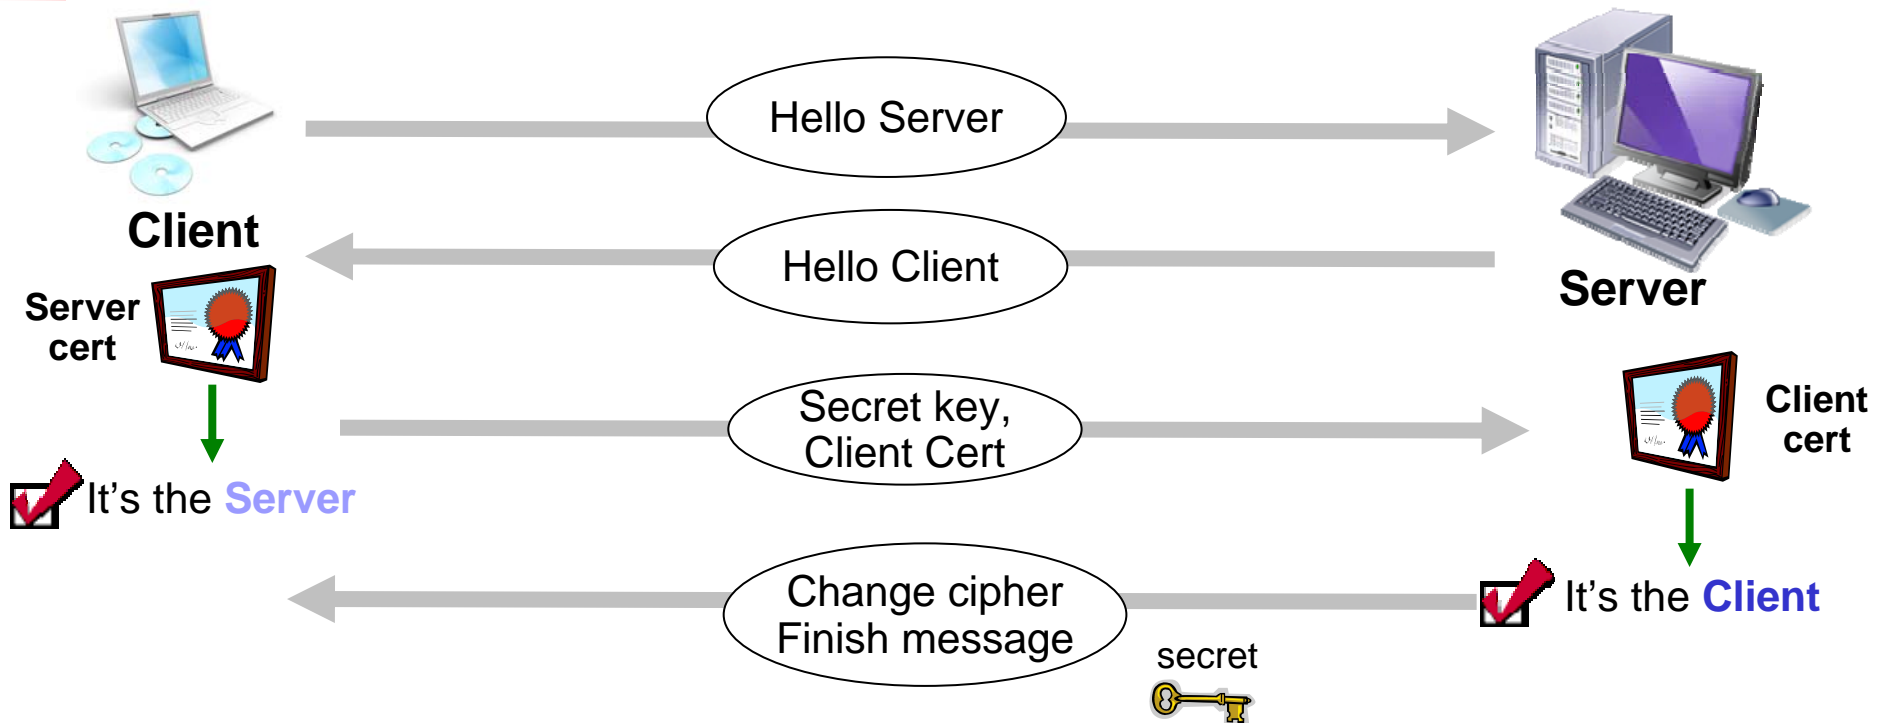 Hello Server
Client
Hello Client
Server
Server
cert
Secret key,
Client Cert
Client
cert
It's the Server
Change cipher
Finish message
It's the Client
secret